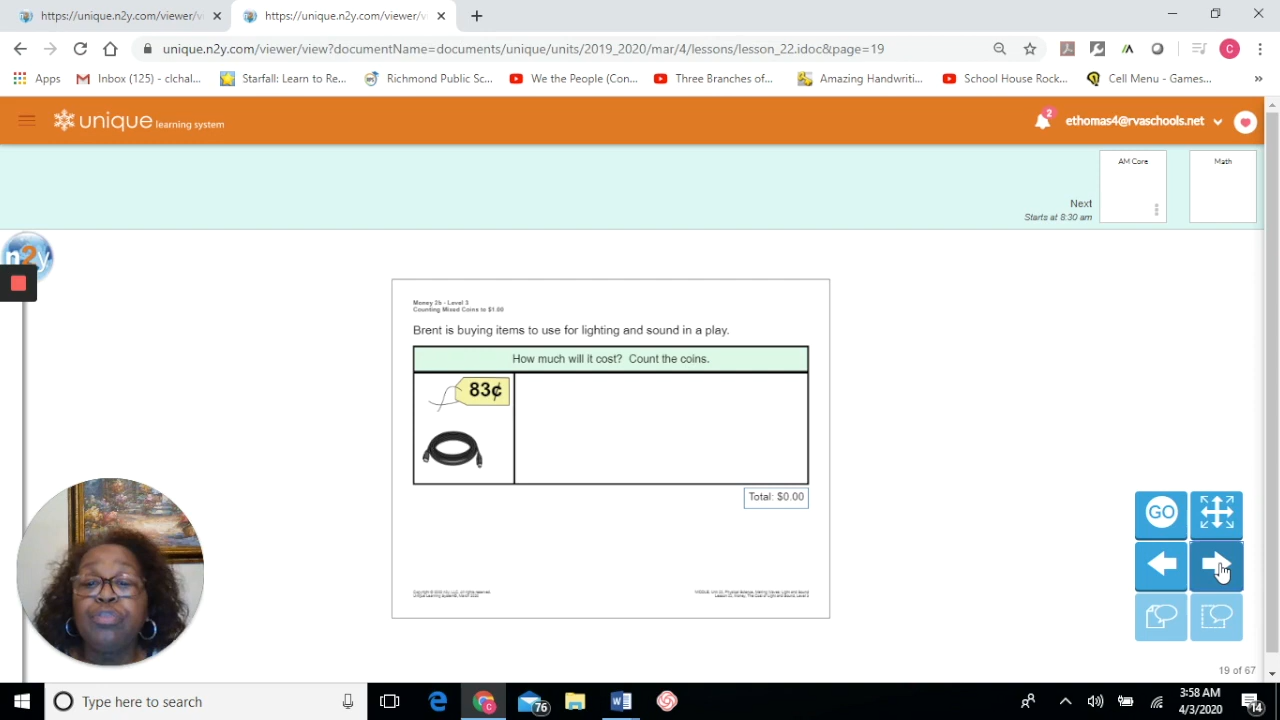 https://unique.n2y.com/viewer/v
https://unique.n2y.com/viewer/v
unique.n2y.com/viewer/view?documentName=documents/unique/units/2019_2020/mar/4/lessons/lesson_22.idoc&page=19
C
Apps
Inbox (125) - clchal...
Starfall: Learn to Re...
Richmond Public Sc...
We the People (Con...
Three Branches of...
Amazing Handwriti...
School House Rock...
Cell Menu - Games...
»
unique learning system
2
ethomas4@rvaschools.net
AM Core
Math
Next
Starts at 8:30 am
n2y
Money 2b - Level 3
Counting Mixed Coins to $1.00
Brent is buying items to use for lighting and sound in a play.
How much will it cost? Count the coins.
83¢
Total: $0.00
GO
19 of 67
Type here to search
76
3:58 AM
4/3/2020
14